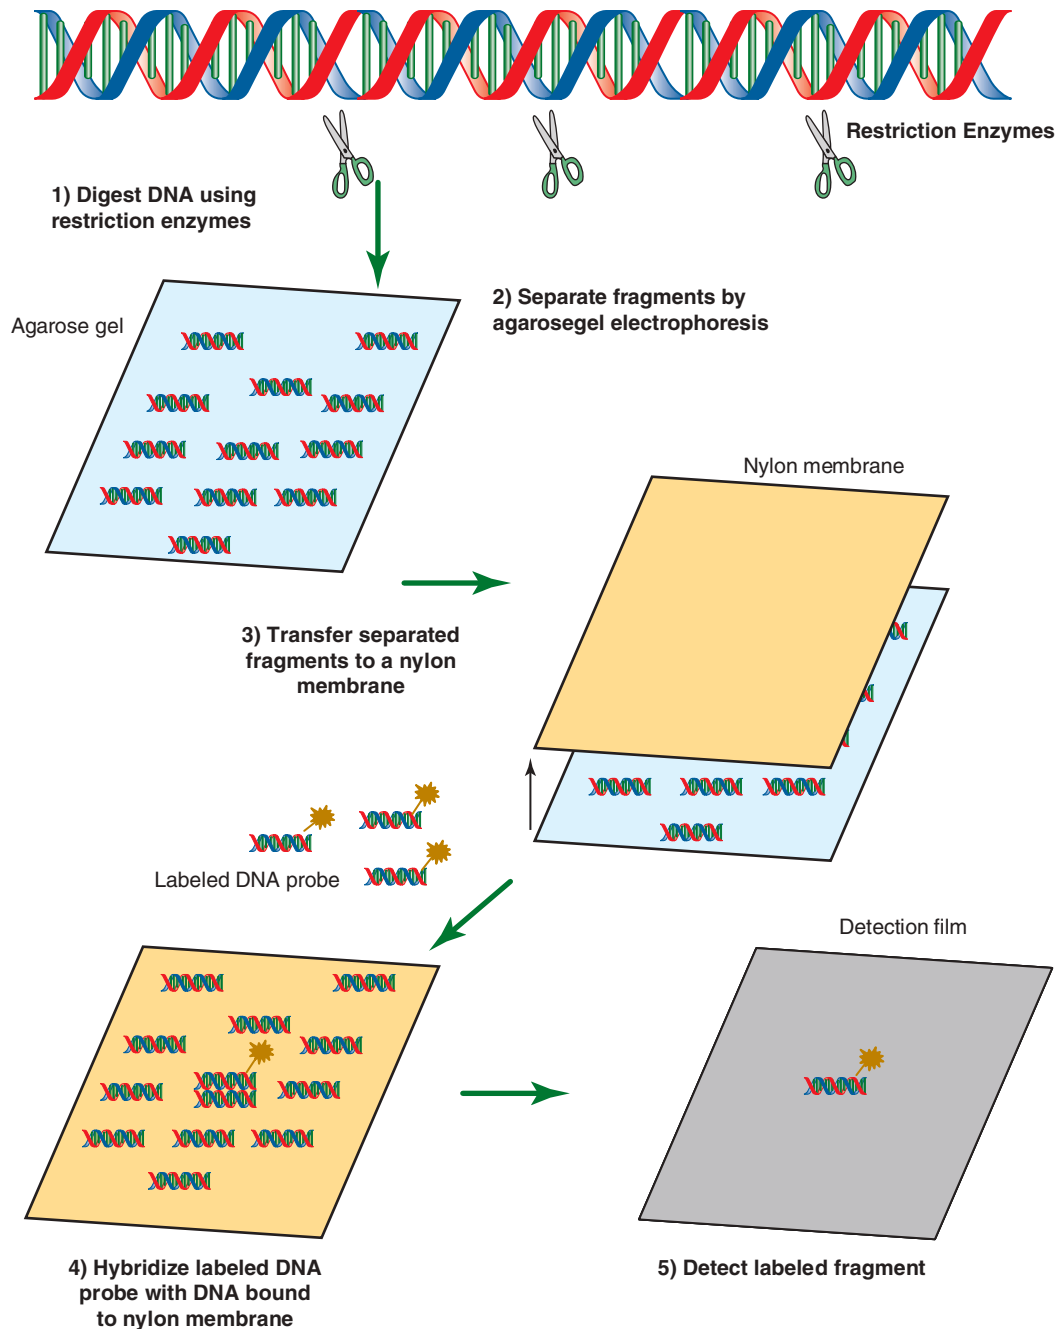 Restriction Enzymes
1) Digest DNA using
restriction enzymes
2) Separate fragments by
agarosegel electrophoresis
Agarose gel
Nylon membrane
3) Transfer separated
fragments to a nylon
membrane
Labeled DNA probe
Detection film
4) Hybridize labeled DNA
probe with DNA bound
to nylon membrane
5) Detect labeled fragment